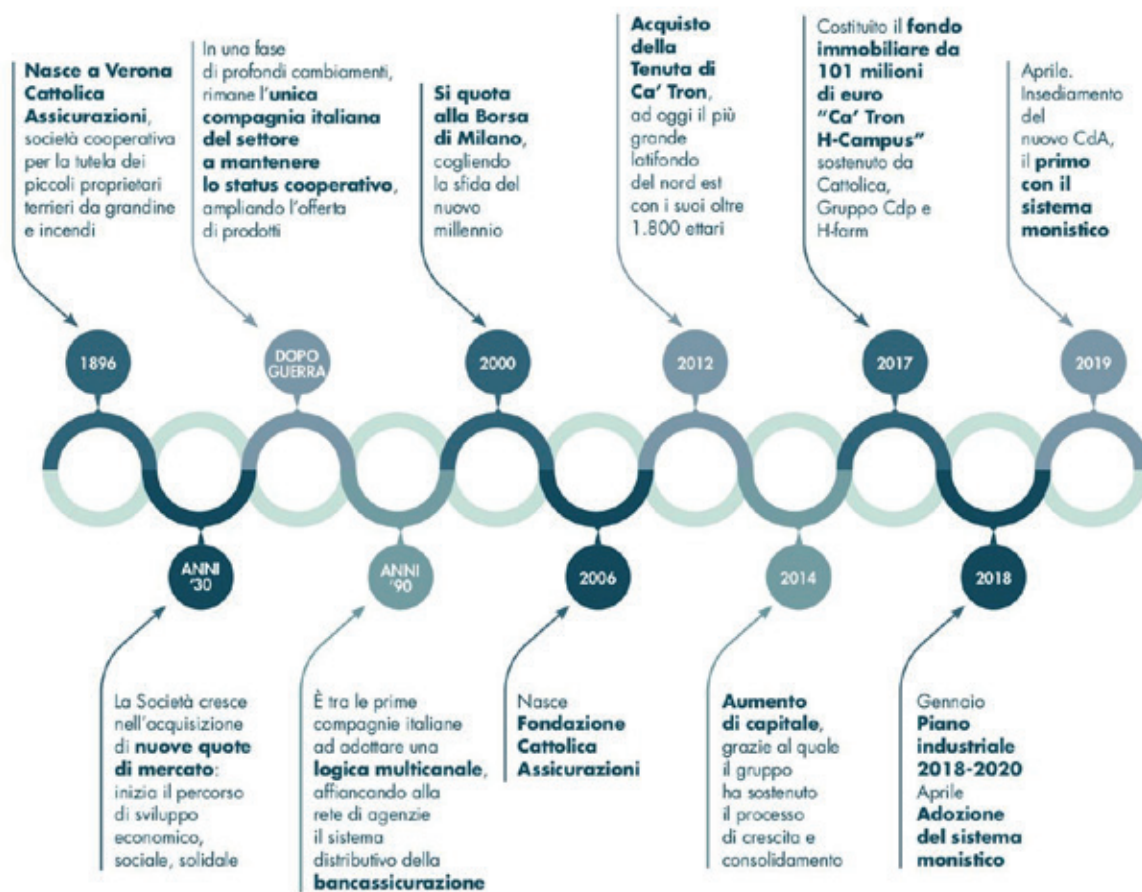 Nasce a Verona
Cattolica
Assicurazioni,
società cooperativa
per la tutela dei
piccoli proprietari
terrieri da grandine
e incendi
1896
La Società cresce
nell'acquisizione
di nuove quote
di mercato:
inizia il percorso
di sviluppo
economico,
sociale, solidale
ANNI
'30
In una fase
di profondi cambiamenti,
rimane l'unica
compagnia italiana
del settore
a mantenere
lo status cooperativo,
ampliando l'offerta
di prodotti
DOPO
GUERRA
È tra le prime
compagnie italiane
ad adottare una
logica multicanale,
affiancando alla
rete di agenzie
il sistema
distributivo della
bancassicurazione
ANNI
'90
Si quota
alla Borsa
di Milano,
cogliendo
la sfida del
nuovo
millennio
2000
Nasce
Fondazione
Cattolica
Assicurazioni
2006
Acquisto
della
Tenuta di
Ca' Tron,
ad oggi il più
grande
latifondo
del nord est
con i suoi oltre
1.800 ettari
2012
Aumento
di capitale,
grazie al quale
il gruppo
ha sostenuto
il processo
di crescita e
consolidamento
2014
Costituito il fondo
immobiliare da
101 milioni
di euro
"Ca' Tron
H-Campus"
sostenuto da
Cattolica,
Gruppo Cdp e
H-farm
2017
Gennaio
Piano
industriale
2018-2020
Aprile
Adozione
del sistema
monistico
2018
Aprile.
Insediamento
del
nuovo CdA,
il primo
con il
sistema
monistico
2019